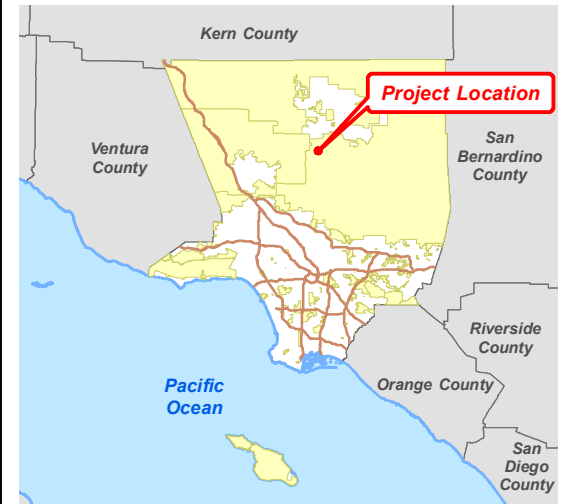 Kern County
Project Location
Ventura
County
San
Bernardino
County
Riverside
County
Pacific
Ocean
Orange County
San
Diego
County